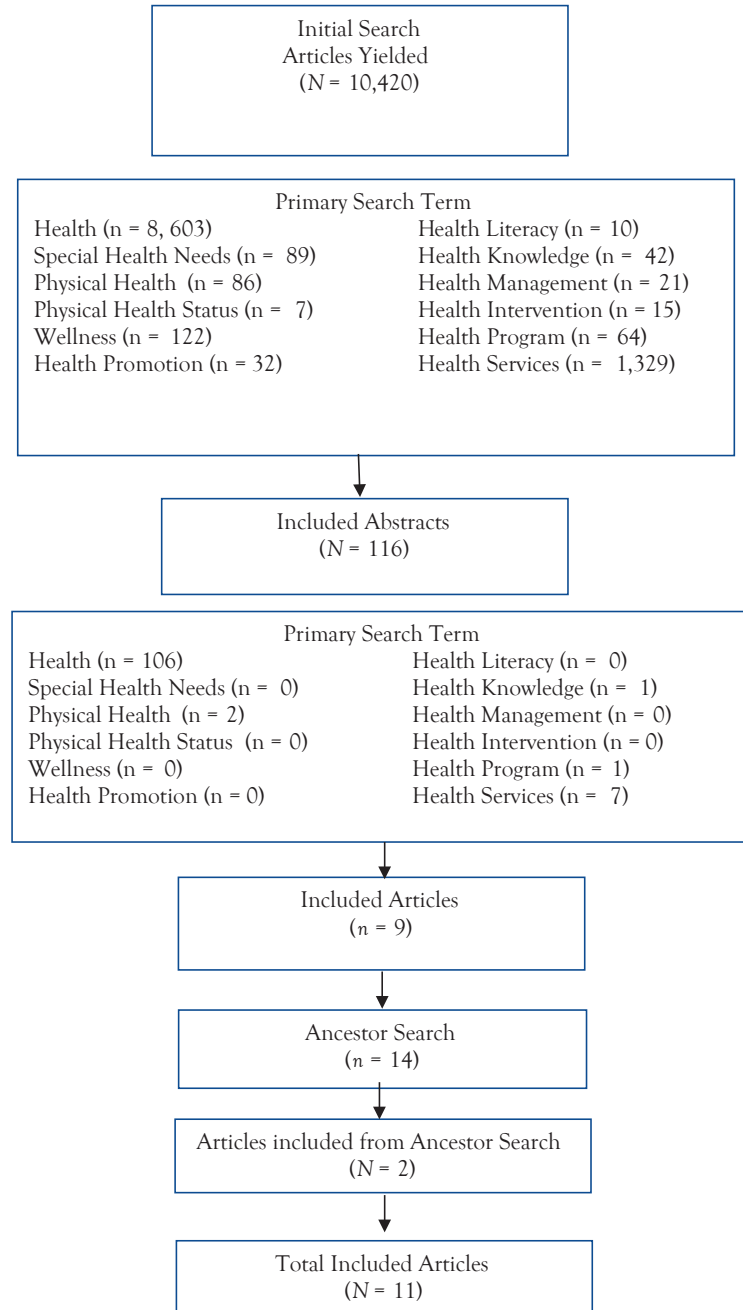 Initial Search
Articles Yielded
(N = 10,420)
Primary Search Term
Health (n = 8, 603)
Special Health Needs (n = 89)
Physical Health (n = 86)
Physical Health Status (n = 7)
Wellness (n = 122)
Health Promotion (n = 32)
Health Literacy (n = 10)
Health Knowledge (n = 42)
Health Management (n = 21)
Health Intervention (n = 15)
Health Program (n = 64)
Health Services (n = 1,329)
Included Abstracts
(N = 116)
Primary Search Term
Health (n = 106)
Special Health Needs (n = 0)
Physical Health (n = 2)
Physical Health Status (n = 0)
Wellness (n = 0)
Health Promotion (n = 0)
Health Literacy (n = 0)
Health Knowledge (n = 1)
Health Management (n = 0)
Health Intervention (n = 0)
Health Program (n = 1)
Health Services (n = 7)
Included Articles
(n = 9)
Ancestor Search
(n = 14)
Articles included from Ancestor Search
(N = 2)
Total Included Articles
(N = 11)